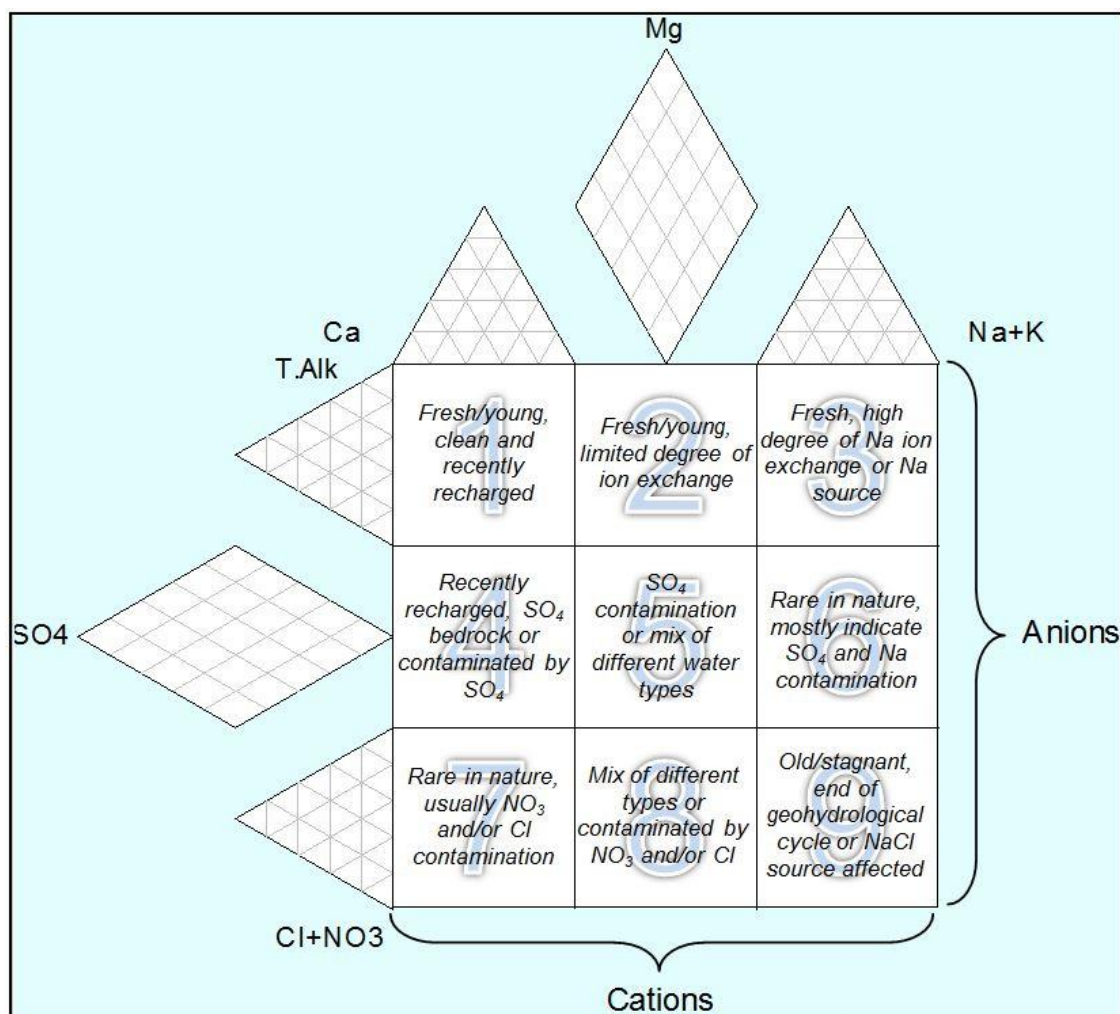 Mg
Ca
Na+K
T.Alk
1
Fresh/young,
clean and
recently
recharged
2
Fresh/young,
limited degree of
ion exchange
3
Fresh, high
degree of Na ion
exchange or Na
source
SO4
4
Recently
recharged, SO₄
bedrock or
contaminated by
SO₄
5
SO₄
contamination
or mix of
different water
types
6
Rare in nature,
mostly indicate
SO₄ and Na
contamination
Anions
7
Rare in nature,
usually NO₃
and/or Cl
contamination
8
Mix of different
types or
contaminated by
NO₃ and/or Cl
9
Old/stagnant,
end of
geohydrological
cycle or NaCl
source affected
Cl+NO3
Cations